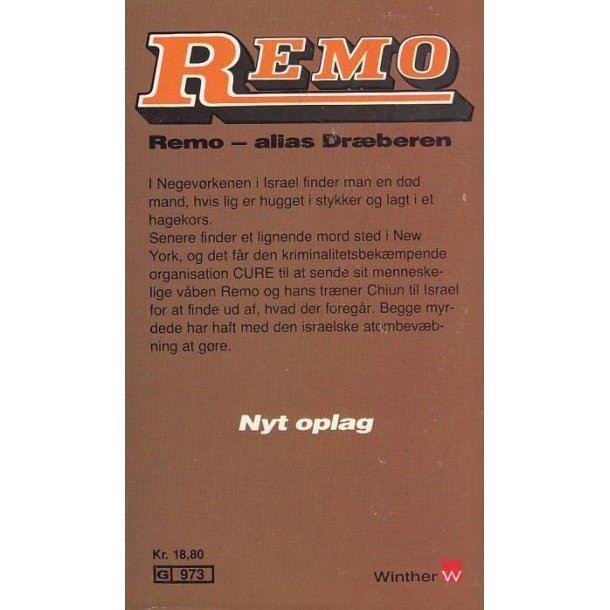 REMO
Remo – alias Dræberen
I Negevørkenen i Israel finder man en død
mand, hvis lig er hugget i stykker og lagt i et
hagekors.
Senere finder et lignende mord sted i New
York, og det får den kriminalitetsbekæmpende
organisation CURE til at sende sit menneske-
lige våben Remo og hans træner Chiun til Israel
for at finde ud af, hvad der foregår. Begge myr-
dede har haft med den israelske atombevæb-
ning at gøre.
Nyt oplag
Kr. 18,80
G 973
Winther W